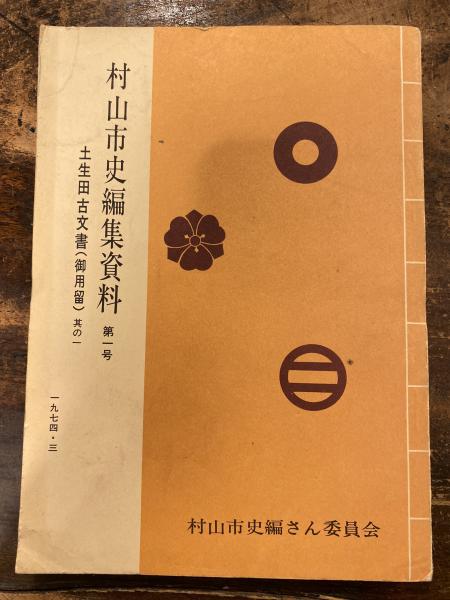 村山市史編集資料 第一号
土生田古文書(御用留) 其の一
一九七四・三
村山市史編さん委員会